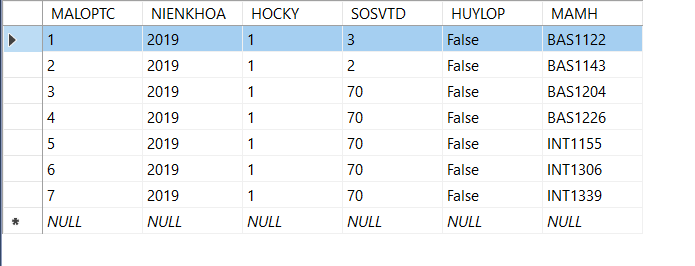 MALOPTC NIENKHOA HOCKY SOSVTD HUYLOP MAMH
1 2019 1 3 False BAS1122
2 2019 1 2 False BAS1143
3 2019 1 70 False BAS1204
4 2019 1 70 False BAS1226
5 2019 1 70 False INT1155
6 2019 1 70 False INT1306
7 2019 1 70 False INT1339
* NULL NULL NULL NULL NULL NULL